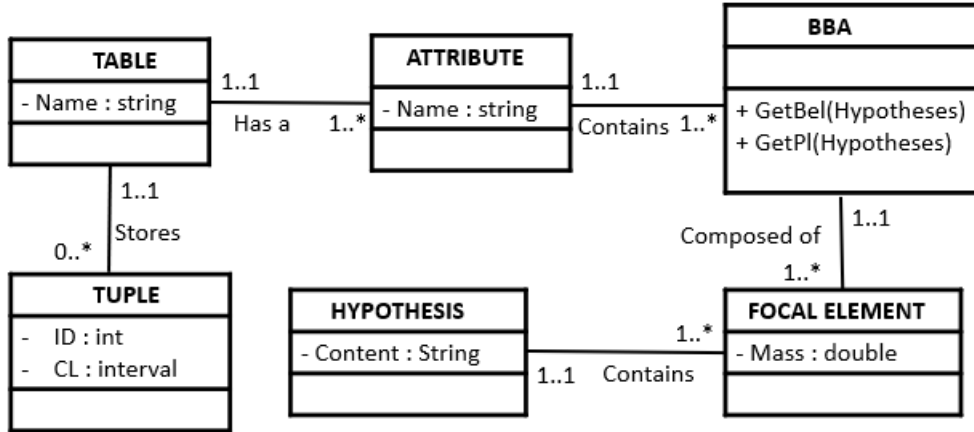 TABLE
- Name : string
1..1
Has a
1..*
ATTRIBUTE
- Name : string
1..1
Contains
1..*
BBA
+ GetBel(Hypotheses)
+ GetPl(Hypotheses)
1..1
Stores
0..*
Composed of
1..1
1..*
TUPLE
- ID : int
- CL : interval
HYPOTHESIS
- Content : String
1..*
1..1
Contains
FOCAL ELEMENT
- Mass : double